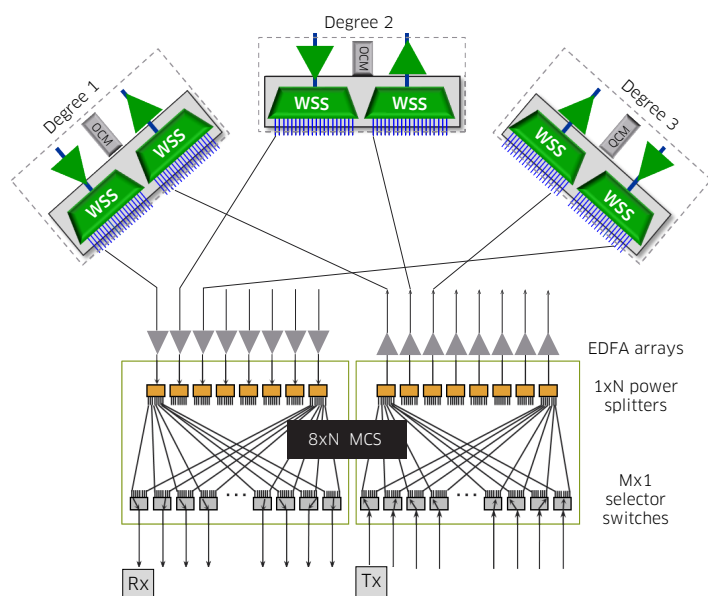 Degree 2
OCM
WSS
WSS
Degree 1
OCM
WSS
WSS
Degree 3
OCM
WSS
WSS
EDFA arrays
1xN power
splitters
8xN MCS
Mx1
selector
switches
...
...
Rx
Tx